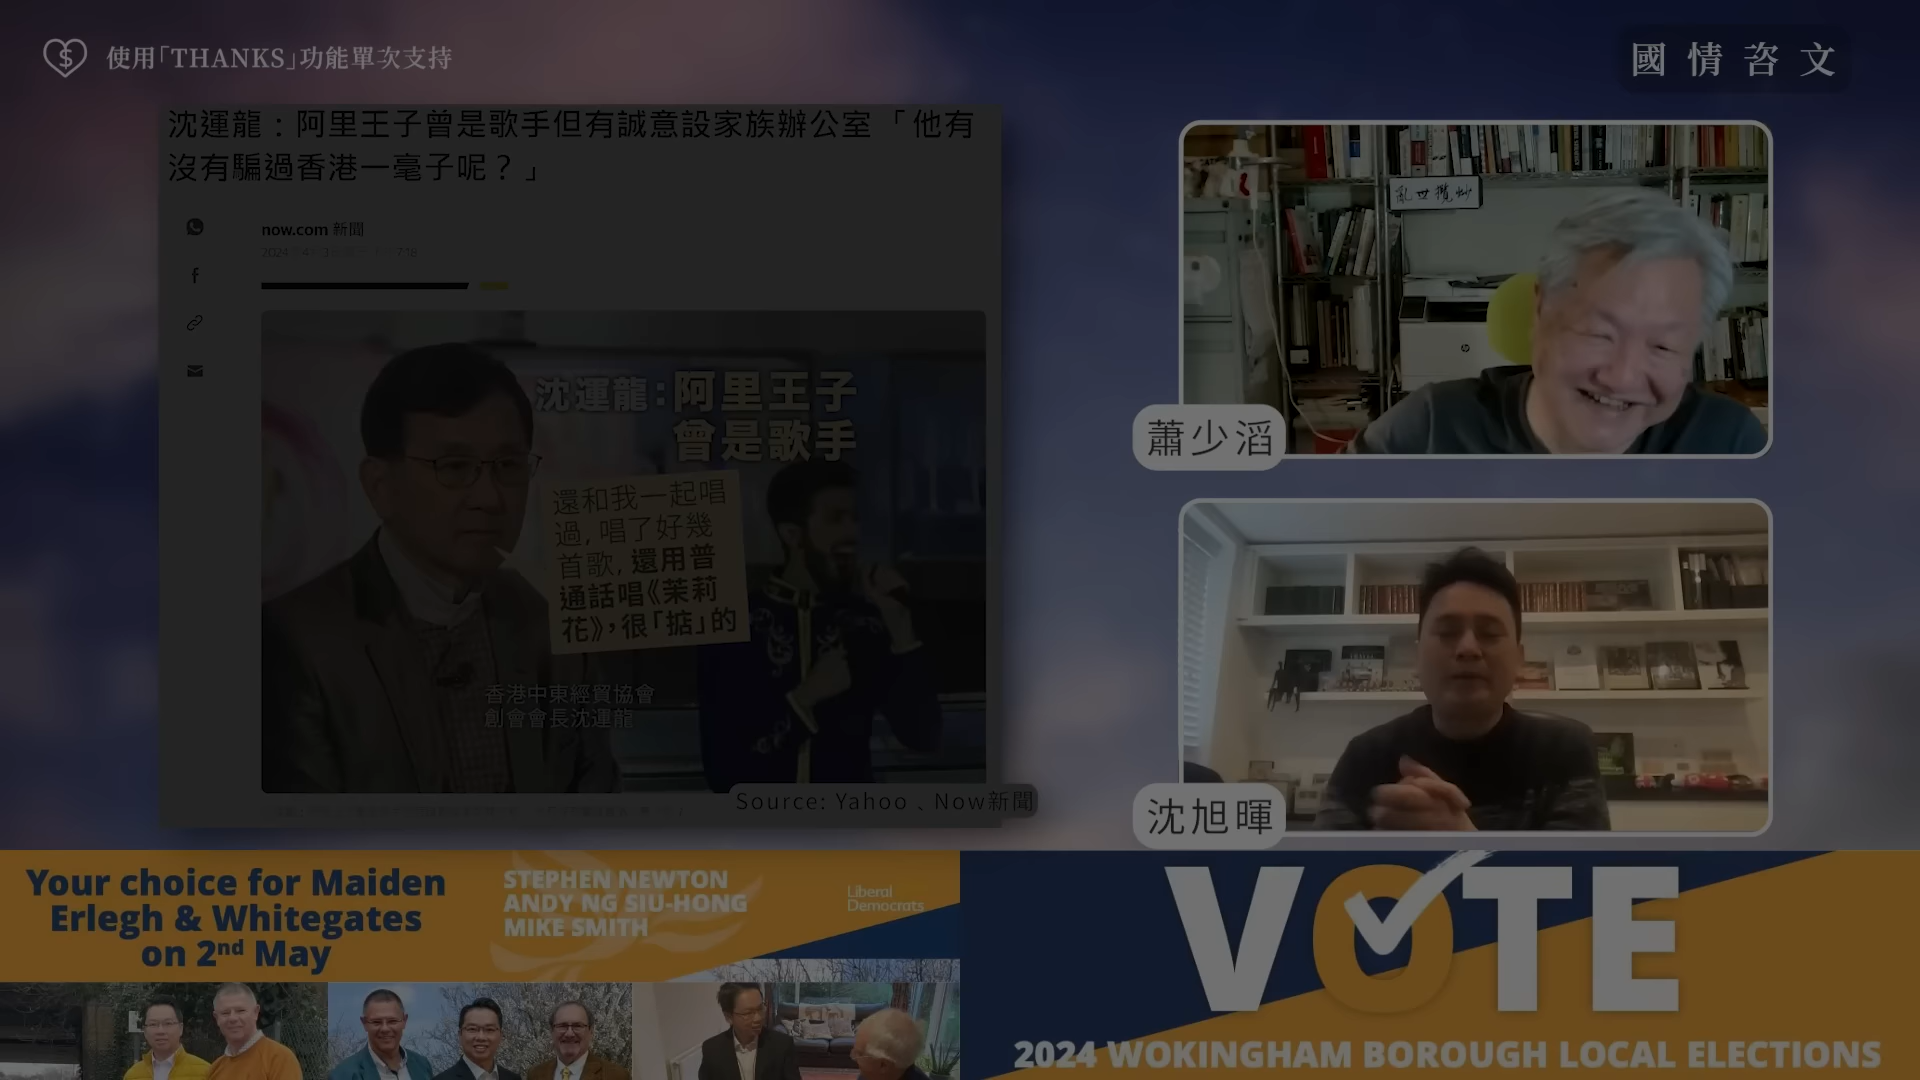 使用「THANKS」功能單次支持
國情咨文
沈運龍：阿里王子曾是歌手但有誠意設家族辦公室 「他有
沒有騙過香港一毫子呢？」
now.com 新聞
沈運龍：阿里王子
曾是歌手
還和我一起唱
過，唱了好幾
首歌，還用普
通話唱《茉莉
花》，很「掂」的
香港中東經貿協會
創會會長沈運龍
Source: Yahoo、Now新聞
亂世攬炒
蕭少滔
沈旭暉
Your choice for Maiden
Erlegh & Whitegates
on 2nd May
STEPHEN NEWTON
ANDY NG SIU-HONG
MIKE SMITH
Liberal
Democrats
VOTE
2024 WOKINGHAM BOROUGH LOCAL ELECTIONS